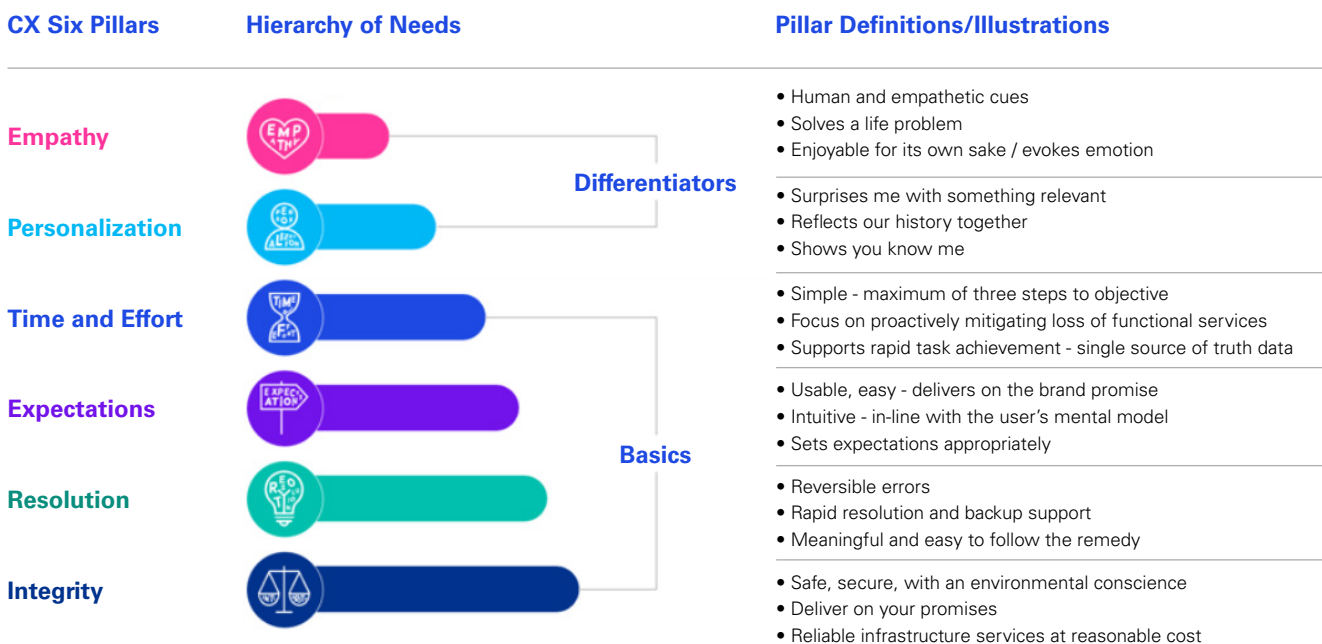 CX Six Pillars
Hierarchy of Needs
Pillar Definitions/Illustrations
Empathy
EMP
ATHY
• Human and empathetic cues
• Solves a life problem
• Enjoyable for its own sake / evokes emotion
Differentiators
Personalization
• Surprises me with something relevant
• Reflects our history together
• Shows you know me
Time and Effort
TIME
• Simple - maximum of three steps to objective
• Focus on proactively mitigating loss of functional services
• Supports rapid task achievement - single source of truth data
Expectations
EXPECT
ATION
• Usable, easy - delivers on the brand promise
• Intuitive - in-line with the user’s mental model
• Sets expectations appropriately
Basics
Resolution
• Reversible errors
• Rapid resolution and backup support
• Meaningful and easy to follow the remedy
Integrity
• Safe, secure, with an environmental conscience
• Deliver on your promises
• Reliable infrastructure services at reasonable cost